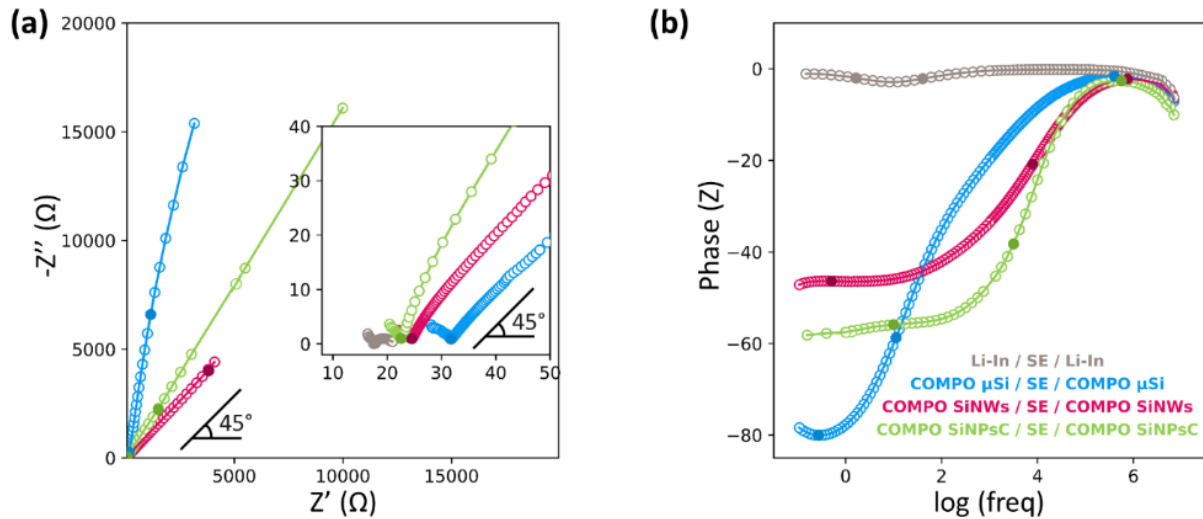 (a)
20000
15000
10000
5000
0
-Z’’ (Ω)
5000
10000
15000
Z’ (Ω)
45°
40
30
20
10
0
10
20
30
40
50
45°
(b)
0
−20
−40
−60
−80
Phase (Z)
0
2
4
6
log (freq)
Li-In / SE / Li-In
COMPO µSi / SE / COMPO µSi
COMPO SiNWs / SE / COMPO SiNWs
COMPO SiNPsC / SE / COMPO SiNPsC